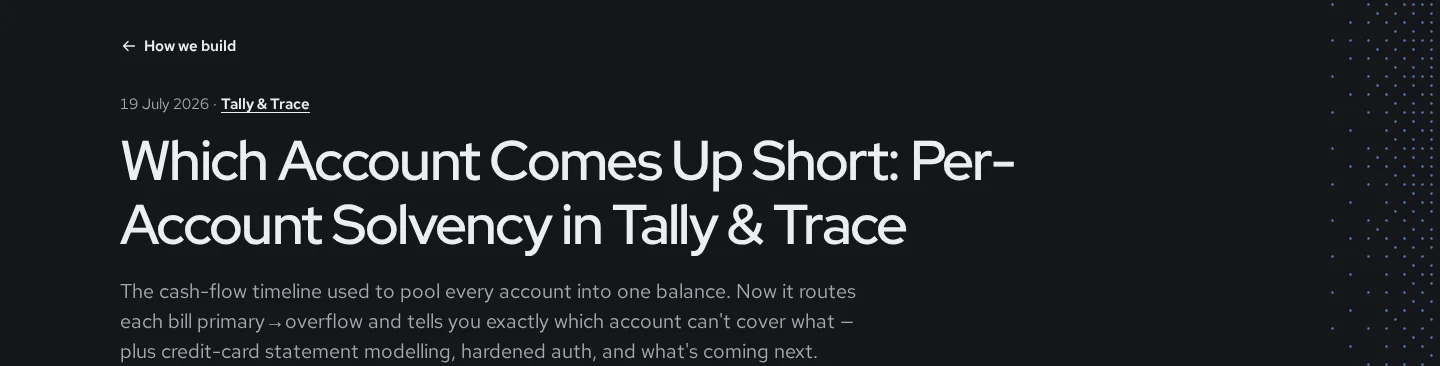 ← How we build
19 July 2026 · Tally & Trace
Which Account Comes Up Short: Per-
Account Solvency in Tally & Trace
The cash-flow timeline used to pool every account into one balance. Now it routes
each bill primary→overflow and tells you exactly which account can't cover what —
plus credit-card statement modelling, hardened auth, and what's coming next.